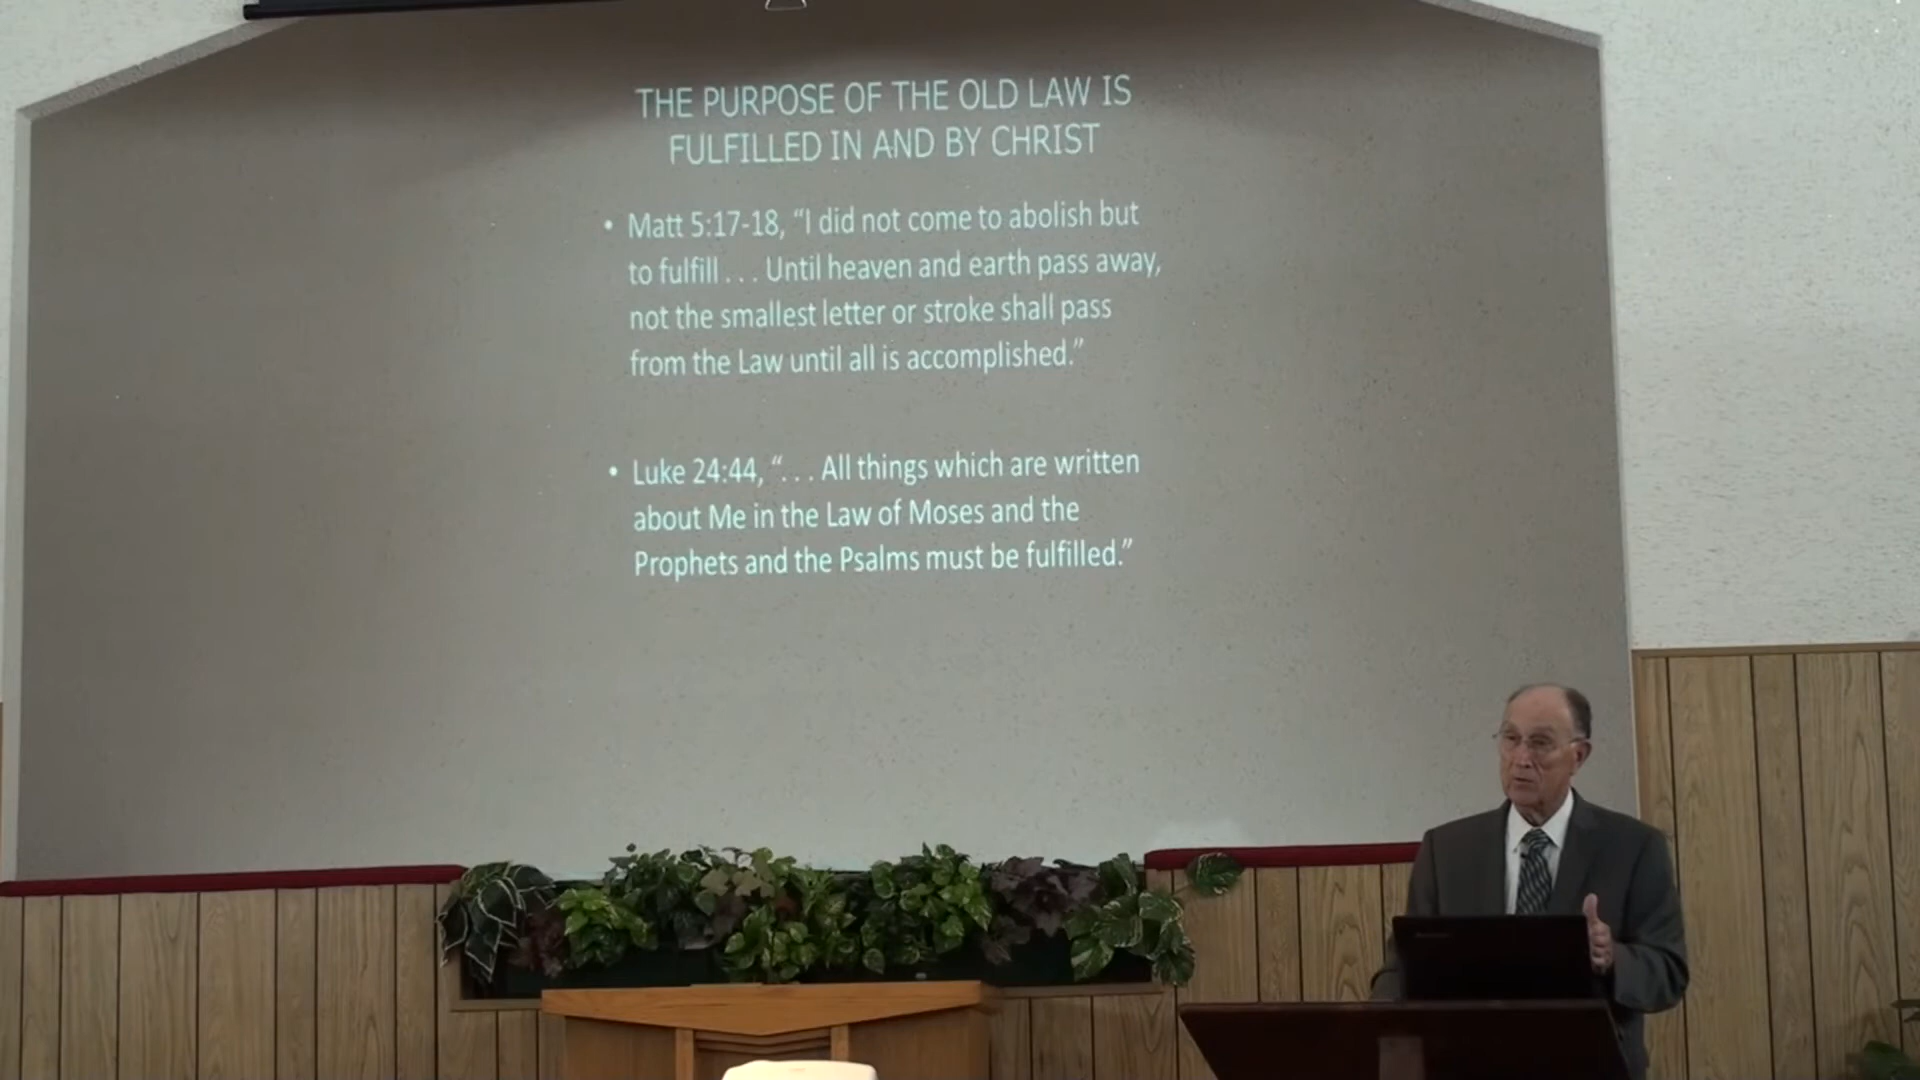 THE PURPOSE OF THE OLD LAW IS
FULFILLED IN AND BY CHRIST
• Matt 5:17-18, “I did not come to abolish but
to fulfill . . . Until heaven and earth pass away,
not the smallest letter or stroke shall pass
from the Law until all is accomplished.”
• Luke 24:44, “. . . All things which are written
about Me in the Law of Moses and the
Prophets and the Psalms must be fulfilled.”